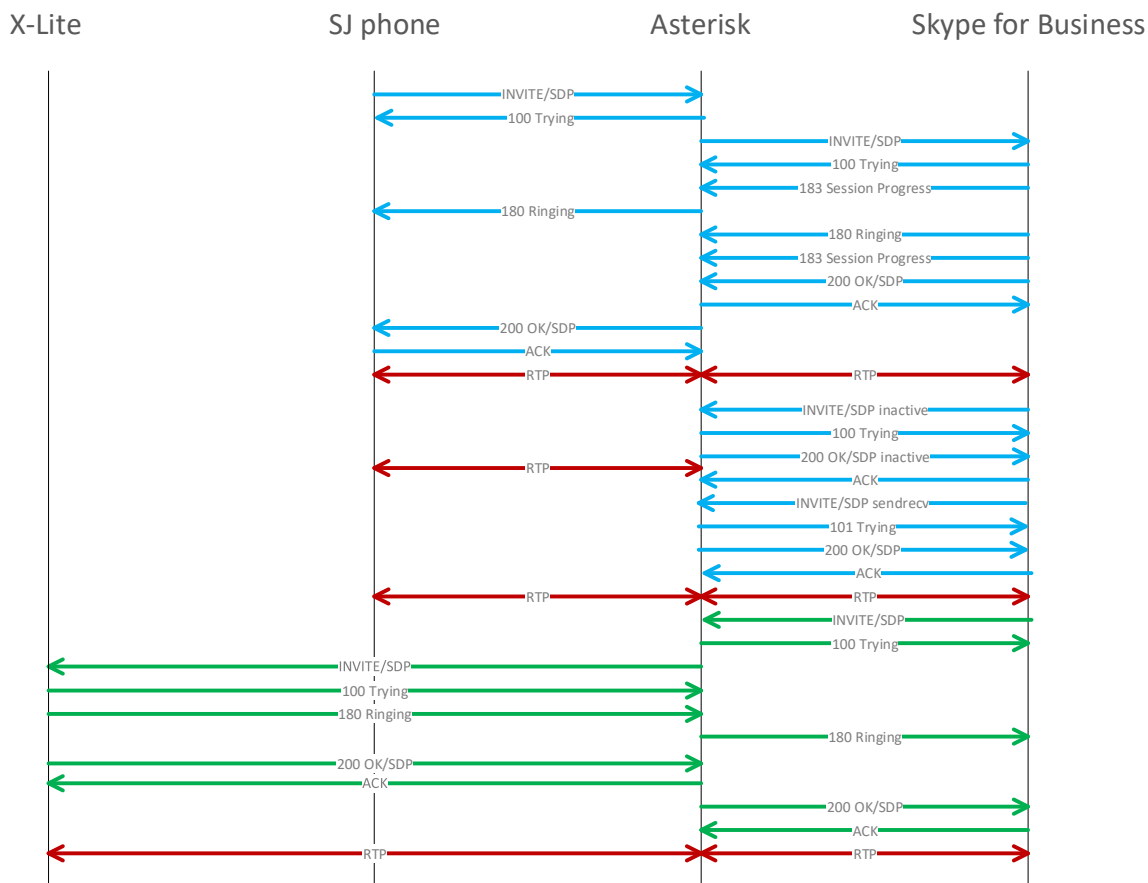 X-Lite SJ phone Asterisk Skype for Business
INVITE/SDP
100 Trying
INVITE/SDP
100 Trying
183 Session Progress
180 Ringing
180 Ringing
183 Session Progress
200 OK/SDP
ACK
200 OK/SDP
ACK
RTP RTP
INVITE/SDP inactive
100 Trying
200 OK/SDP inactive
RTP
ACK
INVITE/SDP sendrecv
101 Trying
200 OK/SDP
ACK
RTP RTP
INVITE/SDP
100 Trying
INVITE/SDP
100 Trying
180 Ringing
180 Ringing
200 OK/SDP
ACK
200 OK/SDP
ACK
RTP RTP